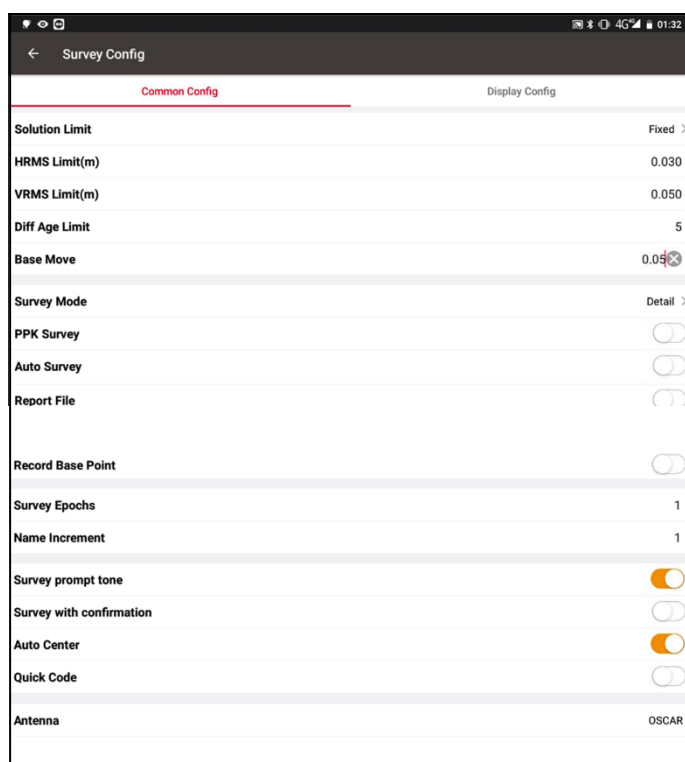 4G 4G 01:32
Survey Config
Common Config Display Config
Solution Limit Fixed
HRMS Limit(m) 0.030
VRMS Limit(m) 0.050
Diff Age Limit 5
Base Move 0.05
Survey Mode Detail
PPK Survey
Auto Survey
Report File
Record Base Point
Survey Epochs 1
Name Increment 1
Survey prompt tone
Survey with confirmation
Auto Center
Quick Code
Antenna OSCAR